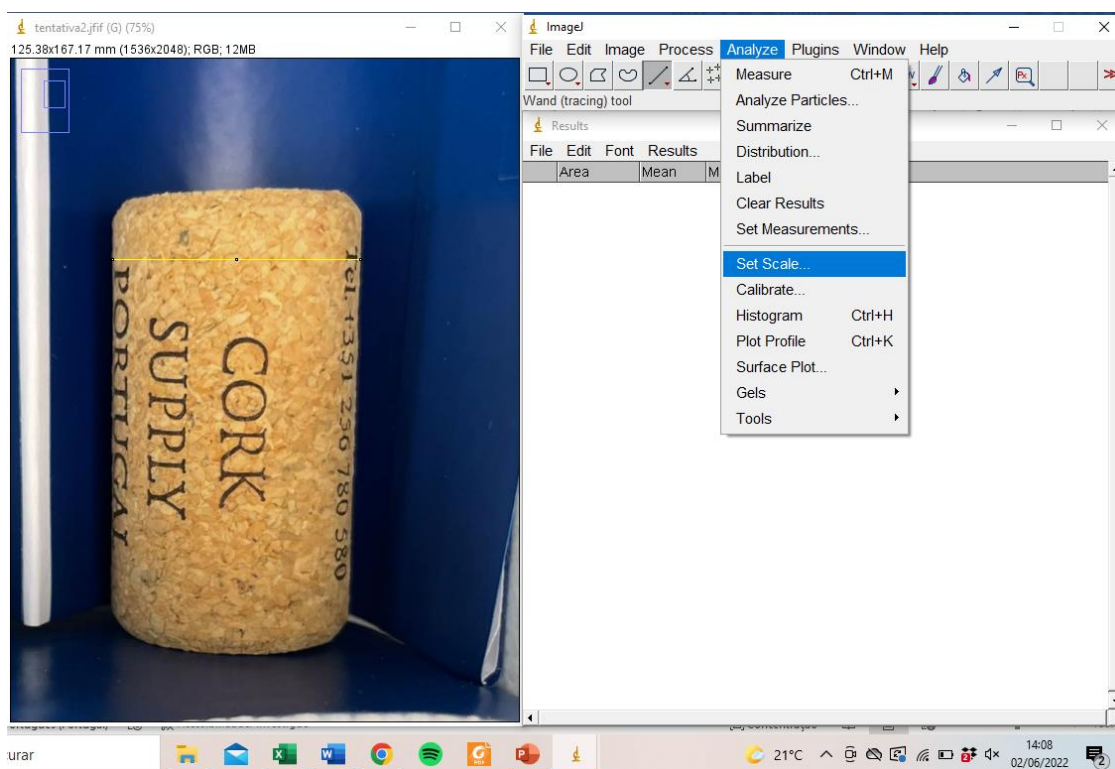 tentativa2.jfif (G) (75%)
125.38x167.17 mm (1536x2048); RGB; 12MB
PORTUGAL
SUPPLY
CORK
Tel. +351 256 780 580
ImageJ
File Edit Image Process Analyze Plugins Window Help
Wand (tracing) tool
Results
File Edit Font Results
Area Mean M
Measure Ctrl+M
Analyze Particles...
Summarize
Distribution...
Label
Clear Results
Set Measurements...
Set Scale...
Calibrate...
Histogram Ctrl+H
Plot Profile Ctrl+K
Surface Plot...
Gels
Tools
urar
21°C
14:08
02/06/2022
2